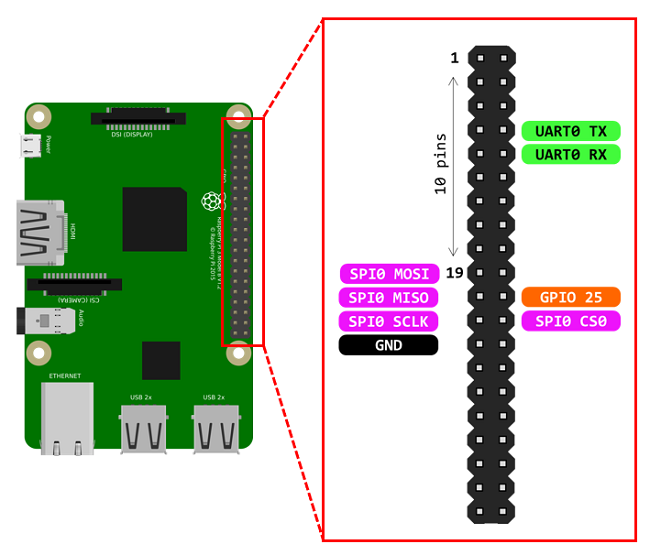 DSI (DISPLAY)
Power
HDMI
Raspberry Pi 3 Model B V1.2
© Raspberry Pi 2015
CSI (CAMERA)
Audio
ETHERNET
USB 2x
USB 2x
1
10 pins
UART0 TX
UART0 RX
19
SPI0 MOSI
SPI0 MISO
GPIO 25
SPI0 SCLK
SPI0 CS0
GND